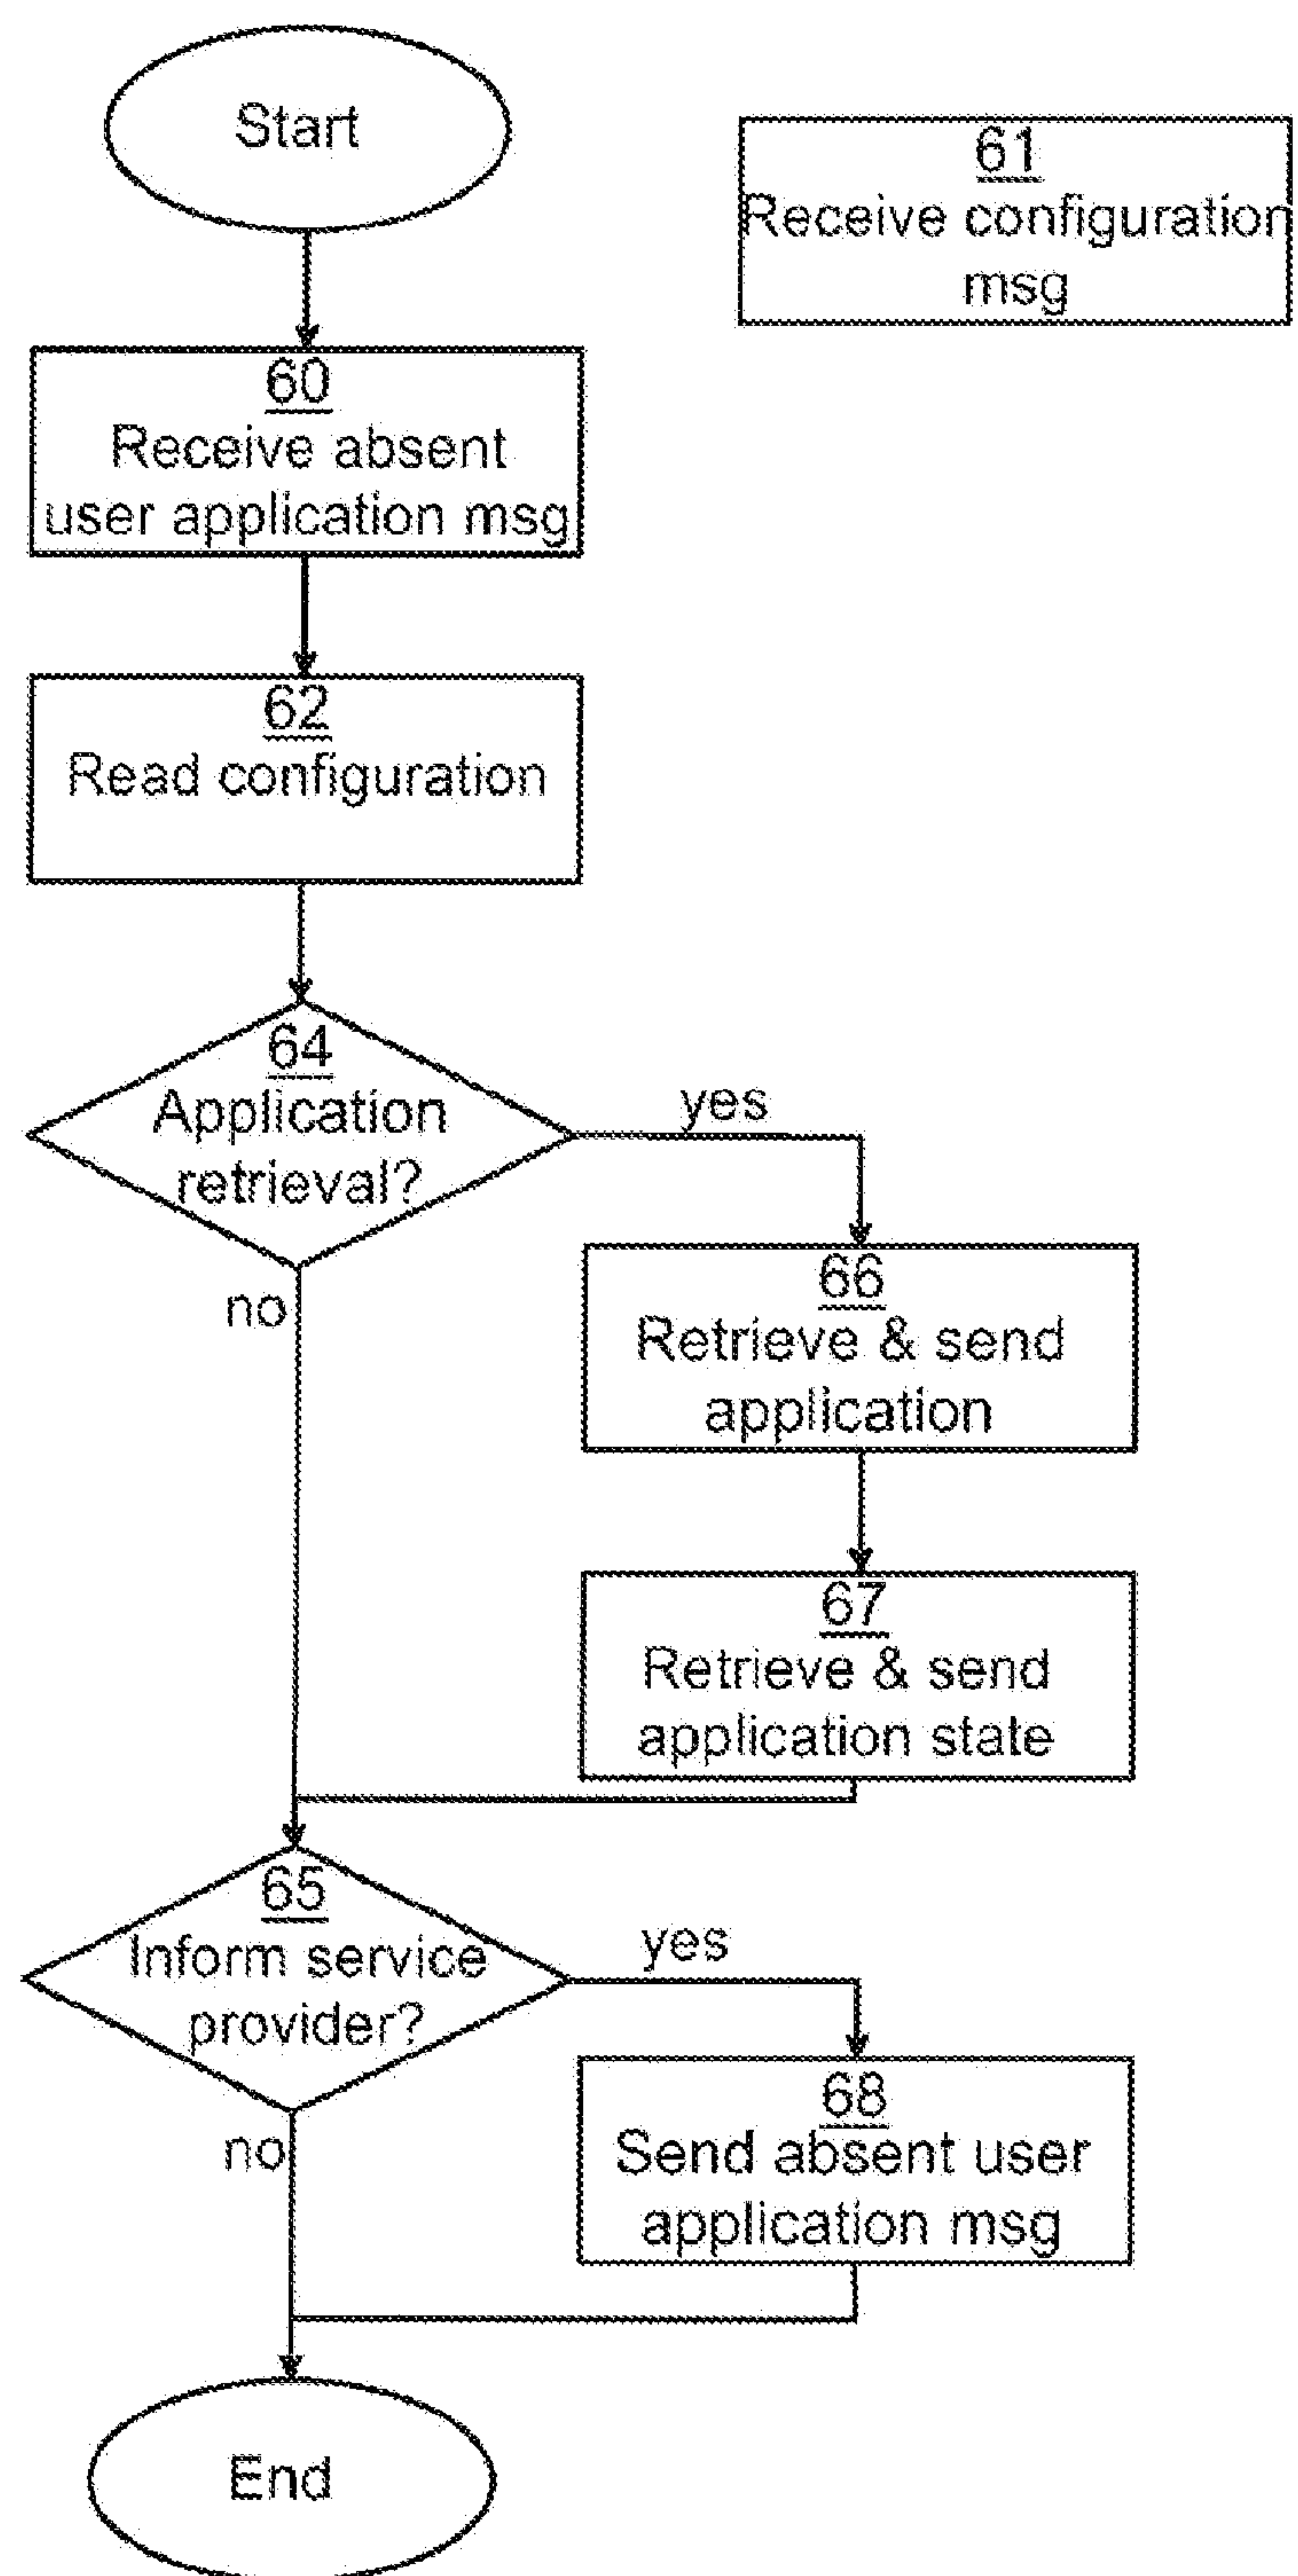 Start
61
Receive configuration
msg
60
Receive absent
user application msg
62
Read configuration
64
Application
retrieval?
yes
no
66
Retrieve & send
application
67
Retrieve & send
application state
65
Inform service
provider?
yes
no
68
Send absent user
application msg
End